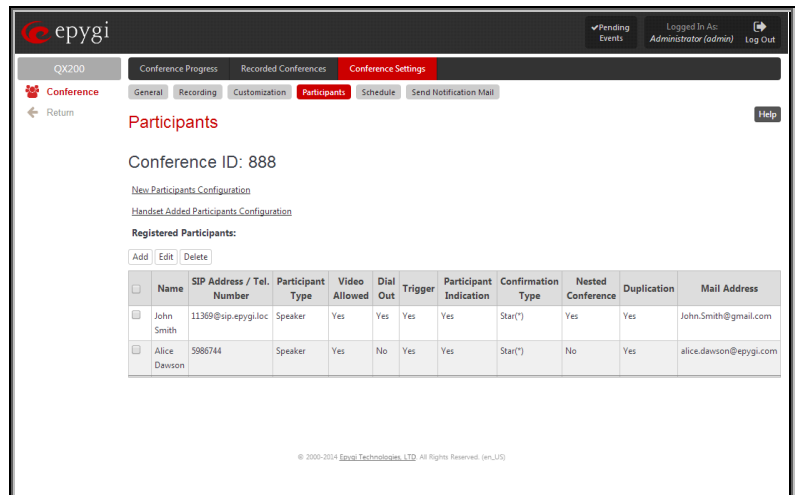 epygi
✔Pending Events
Logged In As:
Administrator (admin)
Log Out
QX200
Conference Progress
Recorded Conferences
Conference Settings
Conference
Return
General
Recording
Customization
Participants
Schedule
Send Notification Mail
Help
Participants
Conference ID: 888
New Participants Configuration
Handset Added Participants Configuration
Registered Participants:
Add Edit Delete
Name | SIP Address / Tel. Number | Participant Type | Video Allowed | Dial Out | Trigger | Participant Indication | Confirmation Type | Nested Conference | Duplication | Mail Address
John Smith | 11369@sip.epygi.loc | Speaker | Yes | Yes | Yes | Yes | Star(*) | Yes | Yes | John.Smith@gmail.com
Alice Dawson | 5986744 | Speaker | Yes | No | Yes | Yes | Star(*) | No | Yes | alice.dawson@epygi.com
© 2000-2014 Epygi Technologies, LTD. All Rights Reserved. (en_US)